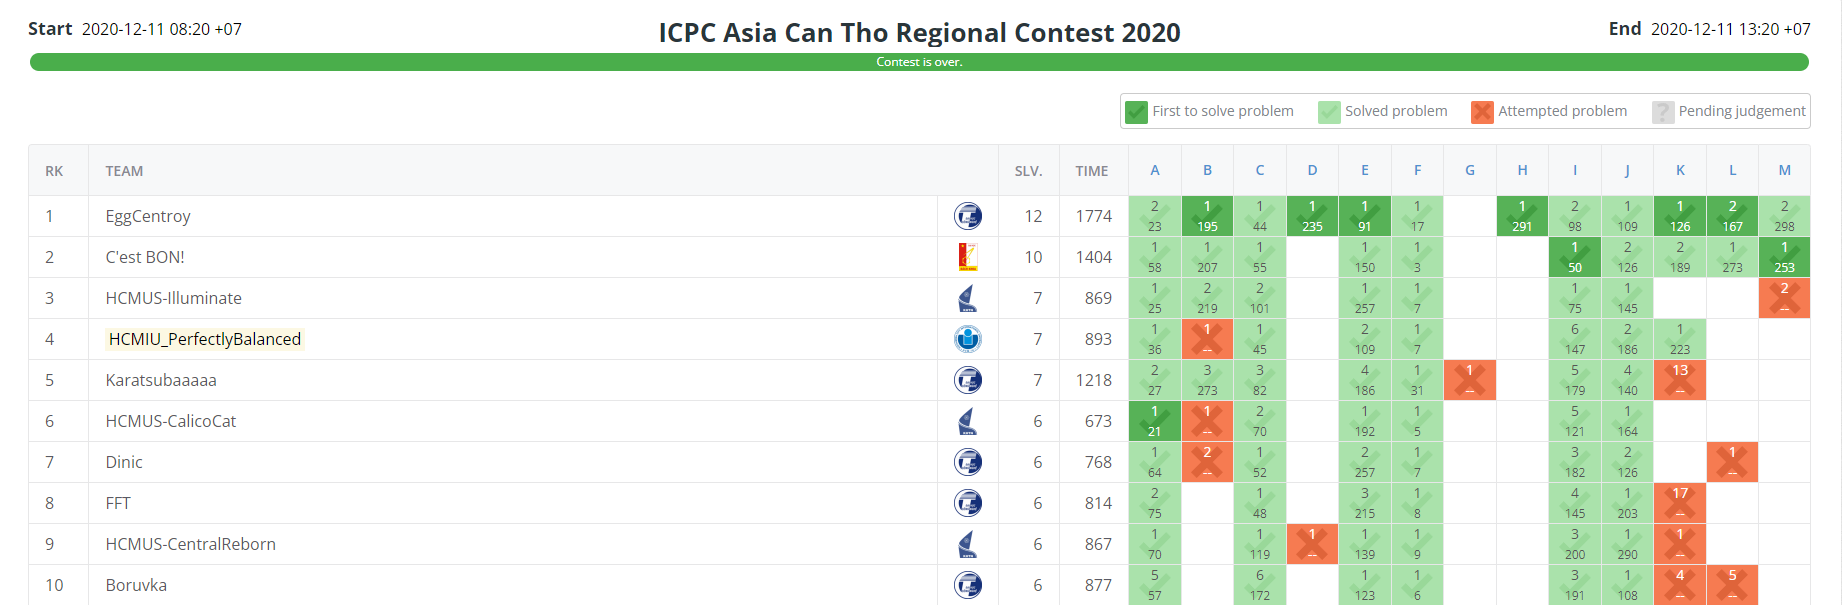 Start 2020-12-11 08:20 +07
ICPC Asia Can Tho Regional Contest 2020
End 2020-12-11 13:20 +07
Contest is over.
First to solve problem Solved problem Attempted problem ? Pending judgement
RK TEAM SLV. TIME A B C D E F G H I J K L M
1 EggCentroy 12 1774
2 1 1 1 1 1 1 2 1 1 2 2
23 195 44 235 91 17 291 98 109 126 167 298
2 C'est BON! 10 1404
1 1 1 1 1 1 2 2 1 1
58 207 55 150 3 50 126 189 273 253
3 HCMUS-Illuminate 7 869
1 2 2 1 1 1 1 2
25 219 101 257 7 75 145 --
4 HCMIU_PerfectlyBalanced 7 893
1 1 1 2 1 6 2 1
36 -- 45 109 7 147 186 223
5 Karatsubaaaaa 7 1218
2 3 3 4 1 1 5 4 13
27 273 82 186 31 -- 179 140 --
6 HCMUS-CalicoCat 6 673
1 1 2 1 1 5 1
21 -- 70 192 5 121 164
7 Dinic 6 768
1 2 1 2 1 3 2 1
64 -- 52 257 7 182 126 --
8 FFT 6 814
2 1 3 1 4 1 17
75 48 215 8 145 203 --
9 HCMUS-CentralReborn 6 867
1 1 1 1 1 3 1 1
70 119 -- 139 9 200 290 --
10 Boruvka 6 877
5 6 1 1 3 1 4 5
57 172 123 6 191 108 -- --